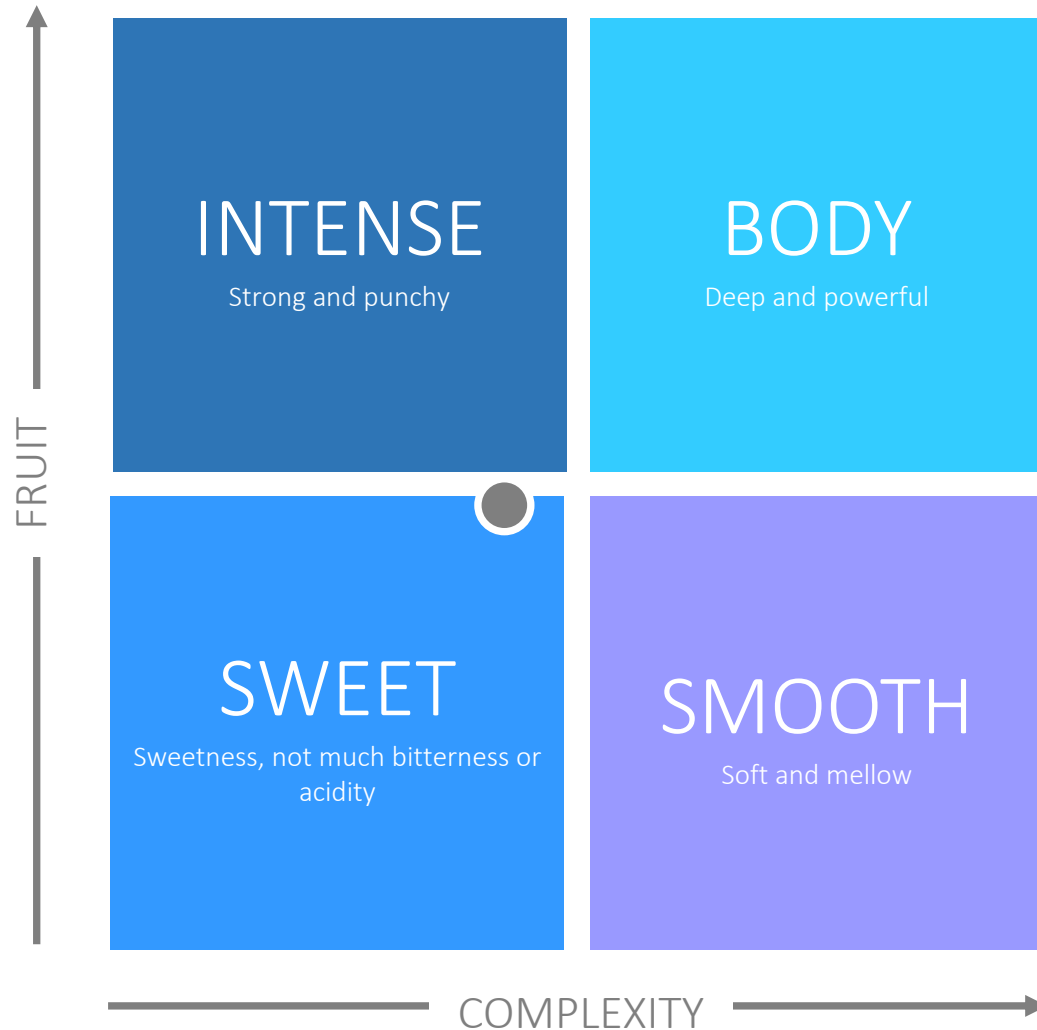 INTENSE
Strong and punchy
BODY
Deep and powerful
FRUIT
SWEET
Sweetness, not much bitterness or
acidity
SMOOTH
Soft and mellow
COMPLEXITY